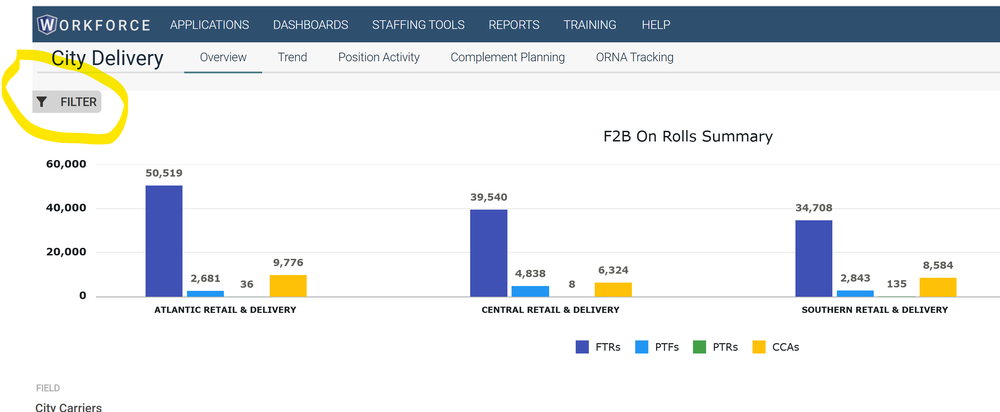 WORKFORCE APPLICATIONS DASHBOARDS STAFFING TOOLS REPORTS TRAINING HELP
City Delivery Overview Trend Position Activity Complement Planning ORNA Tracking
FILTER
F2B On Rolls Summary
60,000
50,519
39,540
40,000
34,708
20,000
9,776
8,584
6,324
4,838
2,681
2,843
36
8
135
0
ATLANTIC RETAIL & DELIVERY CENTRAL RETAIL & DELIVERY SOUTHERN RETAIL & DELIVERY
FTRs PTFs PTRs CCAs
FIELD
City Carriers